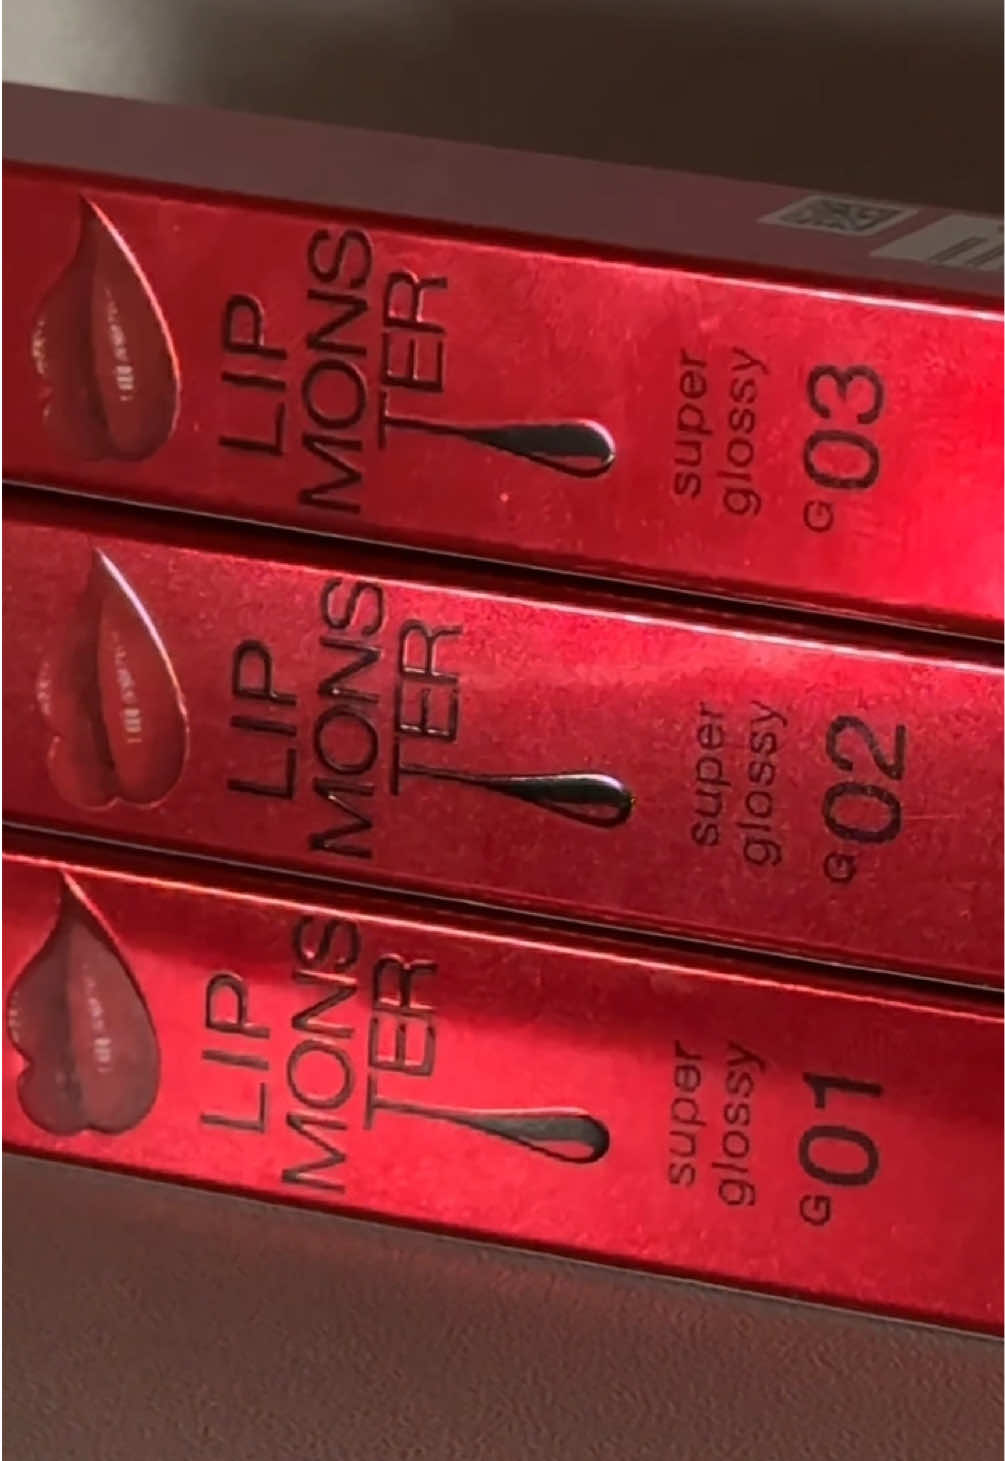 LIP
MONS
TER
super
glossy
G03
LIP
MONS
TER
super
glossy
G02
LIP
MONS
TER
super
glossy
G01